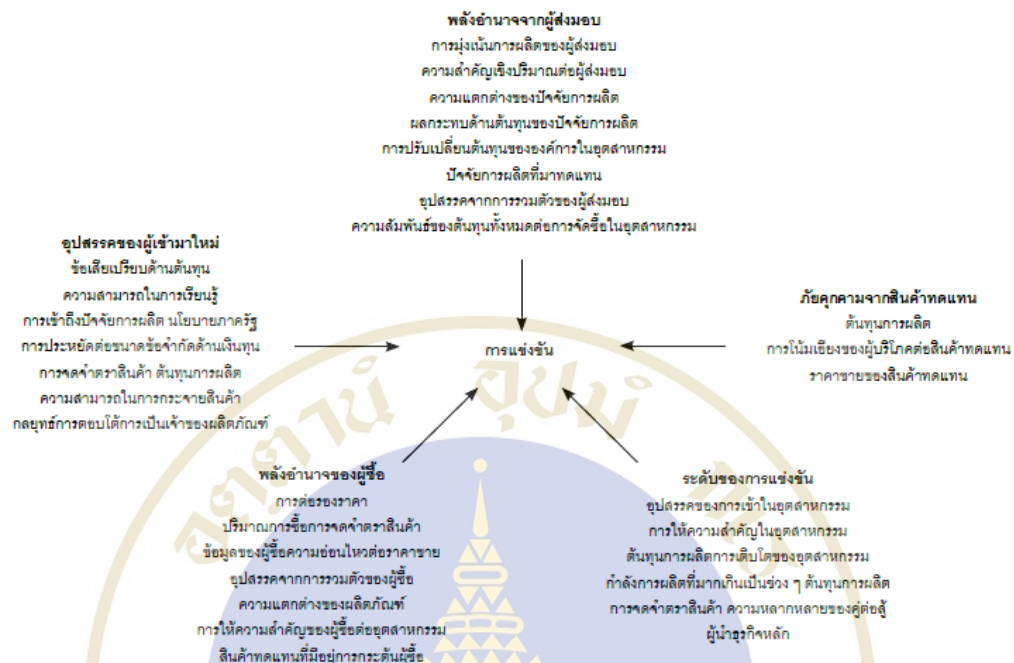 พลังอำนาจจากผู้ส่งมอบ
การมุ่งเน้นการผลิตของผู้ส่งมอบ
ความสำคัญเชิงปริมาณต่อผู้ส่งมอบ
ความแตกต่างของปัจจัยการผลิต
ผลกระทบด้านต้นทุนของปัจจัยการผลิต
การปรับเปลี่ยนต้นทุนขององค์การในอุตสาหกรรม
ปัจจัยการผลิตที่มาทดแทน
อุปสรรคจากการรวมตัวของผู้ส่งมอบ
ความสัมพันธ์ของต้นทุนทั้งหมดต่อการจัดซื้อในอุตสาหกรรม
อุปสรรคของผู้เข้ามาใหม่
ข้อเสียเปรียบด้านต้นทุน
ความสามารถในการเรียนรู้
การเข้าถึงปัจจัยการผลิต นโยบายภาครัฐ
การประหยัดต่อขนาดข้อจำกัดด้านเงินทุน
การจดจำตราสินค้า ต้นทุนการผลิต
ความสามารถในการกระจายสินค้า
กลยุทธ์การตอบโต้การเป็นเจ้าของผลิตภัณฑ์
การแข่งขัน
ภัยคุกคามจากสินค้าทดแทน
ต้นทุนการผลิต
การโน้มเอียงของผู้บริโภคต่อสินค้าทดแทน
ราคาขายของสินค้าทดแทน
พลังอำนาจของผู้ซื้อ
การต่อรองราคา
ปริมาณการซื้อการจดจำตราสินค้า
ข้อมูลของผู้ซื้อความอ่อนไหวต่อราคาขาย
อุปสรรคจากการรวมตัวของผู้ซื้อ
ความแตกต่างของผลิตภัณฑ์
การให้ความสำคัญของผู้ซื้อต่ออุตสาหกรรม
สินค้าทดแทนที่มีอยู่การกระตุ้นผู้ซื้อ
ระดับของการแข่งขัน
อุปสรรคของการเข้าในอุตสาหกรรม
การให้ความสำคัญในอุตสาหกรรม
ต้นทุนการผลิตการเติบโตของอุตสาหกรรม
กำลังการผลิตที่มากเกินเป็นช่วง ๆ ต้นทุนการผลิต
การจดจำตราสินค้า ความหลากหลายของคู่ต่อสู้
ผู้นำธุรกิจหลัก